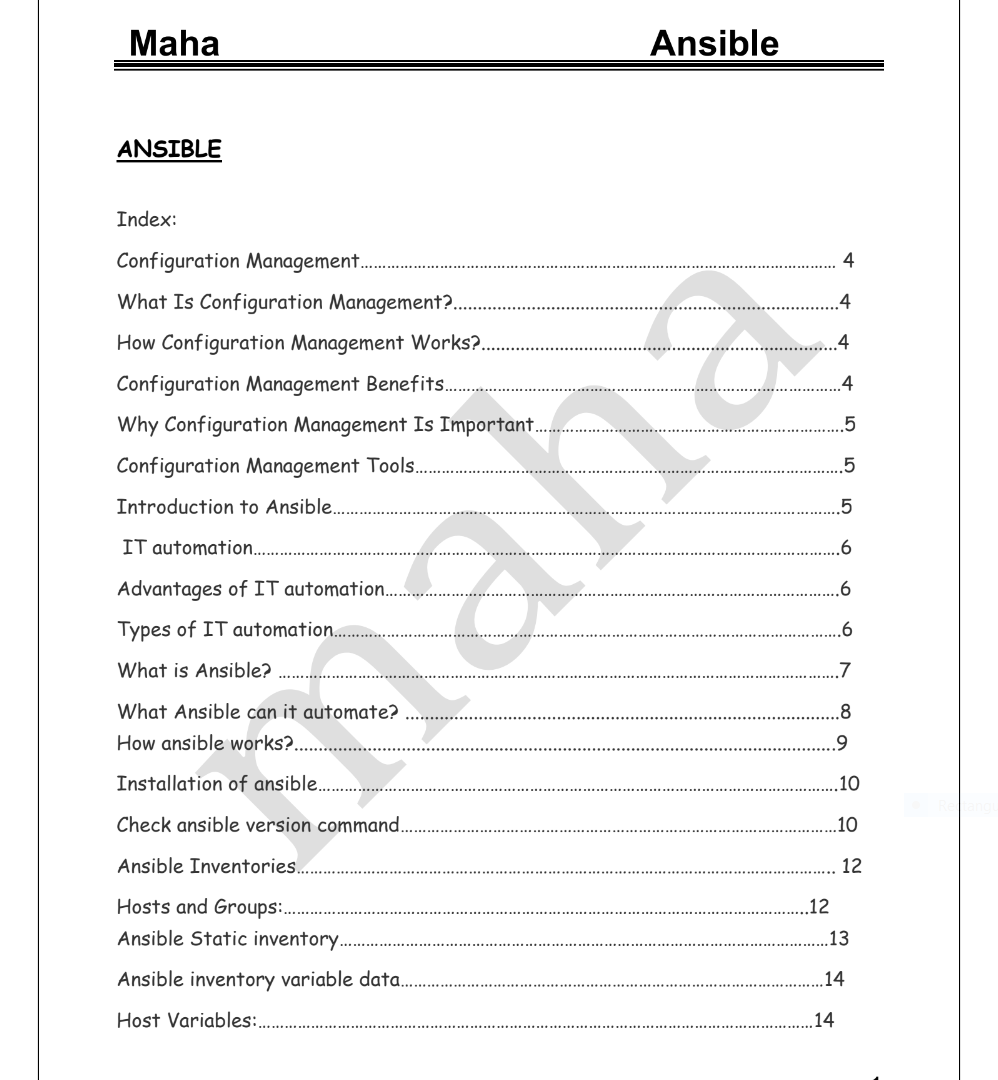 Maha Ansible
ANSIBLE
Index:
Configuration Management……………………………………………………………………………………………… 4
What Is Configuration Management?................................................................................4
How Configuration Management Works?..........................................................................4
Configuration Management Benefits………………………………………………………………………………4
Why Configuration Management Is Important……………………………………………………………..5
Configuration Management Tools…………………………………………………………………………………….5
Introduction to Ansible…………………………………………………………………………………………………….5
IT automation…………………………………………………………………………………………………………………….6
Advantages of IT automation………………………………………………………………………………………….6
Types of IT automation…………………………………………………………………………………………………….6
What is Ansible? ……………………………………………………………………………………………………………….7
What Ansible can it automate? ..........................................................................................8
How ansible works?................................................................................................................9
Installation of ansible……………………………………………………………………………………………………….10
Check ansible version command………………………………………………………………………………………10
Ansible Inventories………………………………………………………………………………………………………….. 12
Hosts and Groups:………………………………………………………………………………………………………..12
Ansible Static inventory…………………………………………………………………………………………………13
Ansible inventory variable data……………………………………………………………………………………14
Host Variables:………………………………………………………………………………………………………………14
maha